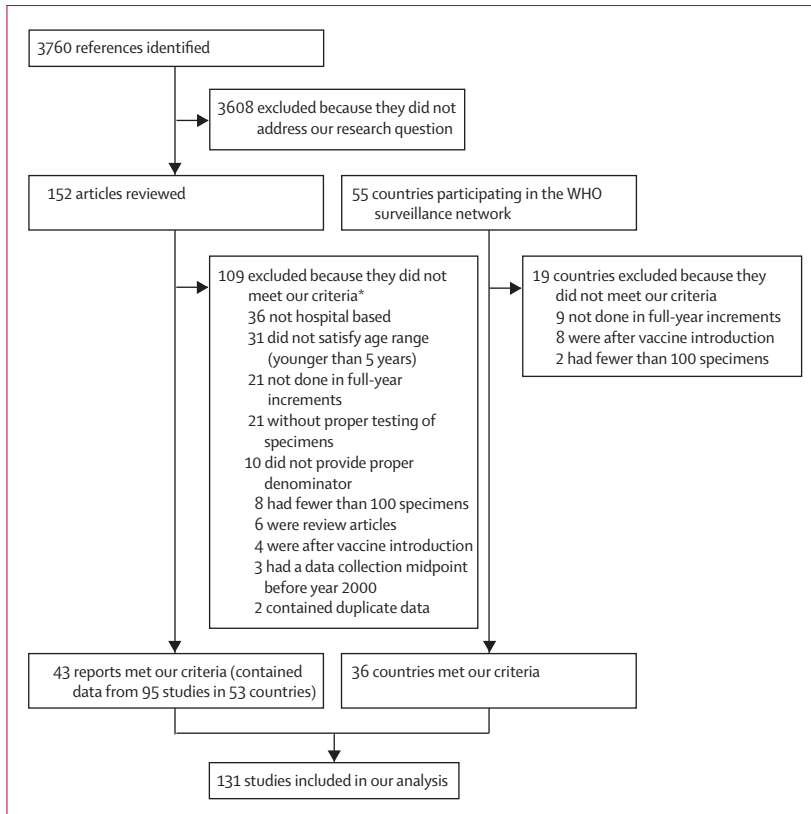 3760 references identified
3608 excluded because they did not
address our research question
152 articles reviewed
55 countries participating in the WHO
surveillance network
109 excluded because they did not
meet our criteria*
36 not hospital based
31 did not satisfy age range
(younger than 5 years)
21 not done in full-year
increments
21 without proper testing of
specimens
10 did not provide proper
denominator
8 had fewer than 100 specimens
6 were review articles
4 were after vaccine introduction
3 had a data collection midpoint
before year 2000
2 contained duplicate data
19 countries excluded because they
did not meet our criteria
9 not done in full-year increments
8 were after vaccine introduction
2 had fewer than 100 specimens
43 reports met our criteria (contained
data from 95 studies in 53 countries)
36 countries met our criteria
131 studies included in our analysis